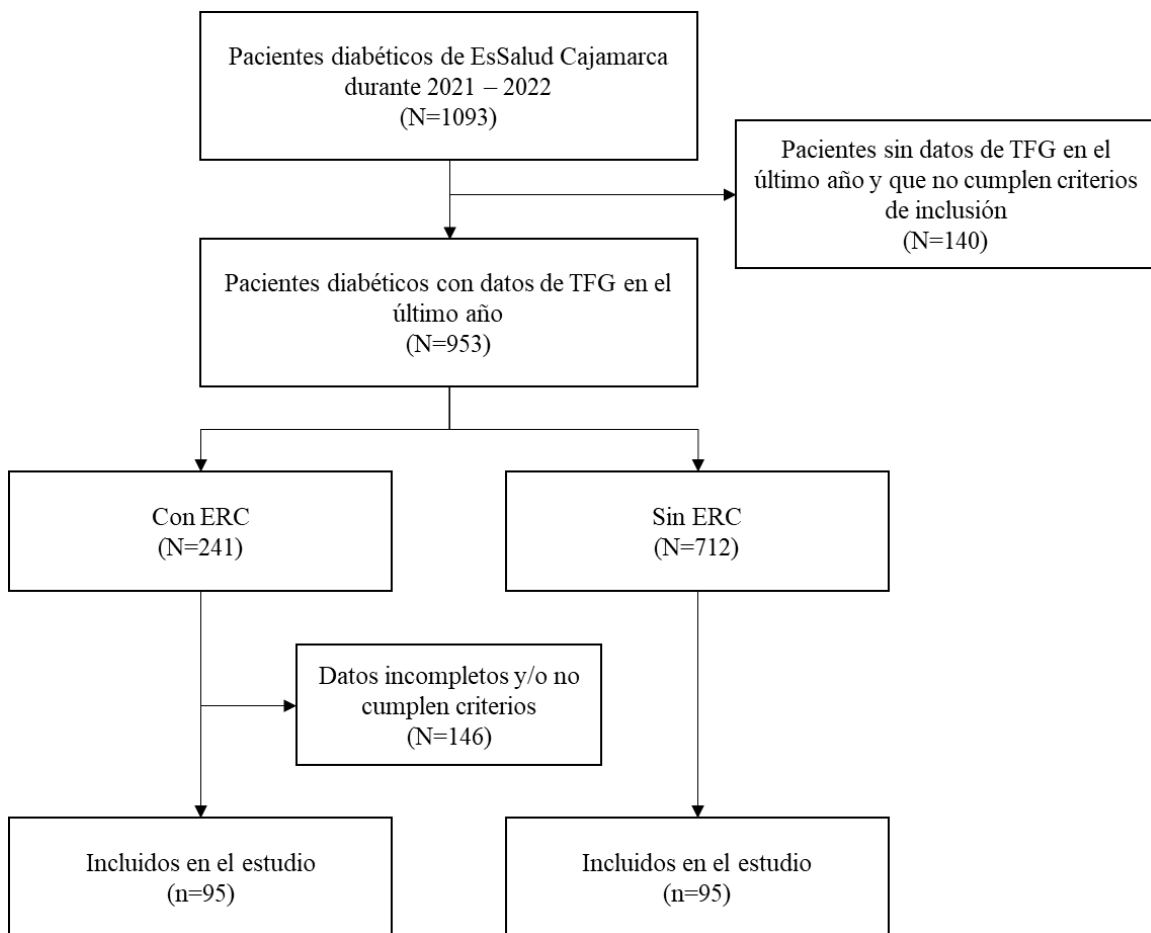 Pacientes diabéticos de EsSalud Cajamarca
durante 2021 – 2022
(N=1093)
Pacientes sin datos de TFG en el
último año y que no cumplen criterios
de inclusión
(N=140)
Pacientes diabéticos con datos de TFG en el
último año
(N=953)
Con ERC
(N=241)
Sin ERC
(N=712)
Datos incompletos y/o no
cumplen criterios
(N=146)
Incluidos en el estudio
(n=95)
Incluidos en el estudio
(n=95)